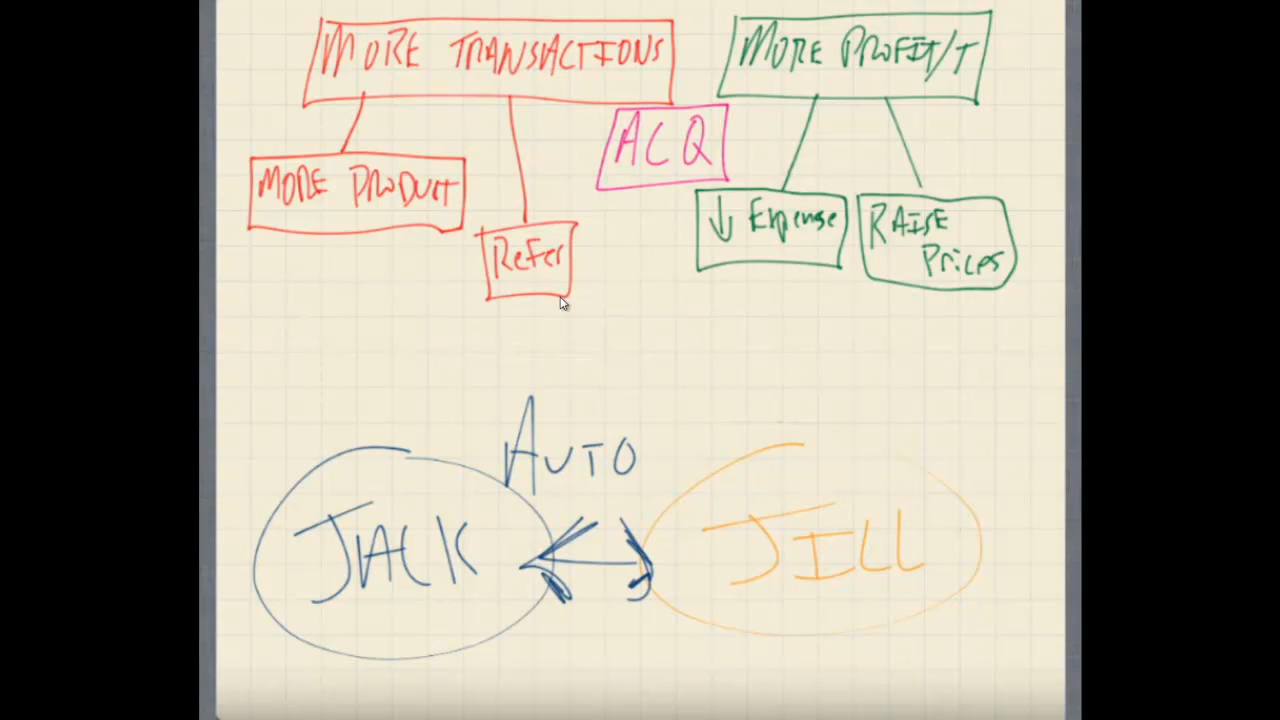 MORE TRANSACTIONS
MORE PROFIT/T
ACQ
MORE PRODUCT
Refer
↓ Expense
RAISE
Prices
AUTO
JACK
JILL